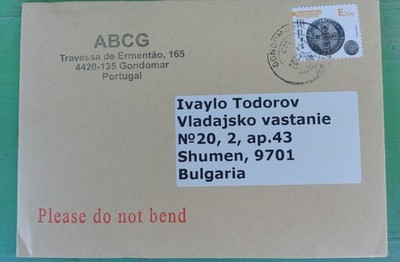 ABCG
Travessa de Ermentão, 165
4420-135 Gondomar
Portugal
E20g
Ivaylo Todorov
Vladajsko vastanie
№20, 2, ap.43
Shumen, 9701
Bulgaria
Please do not bend